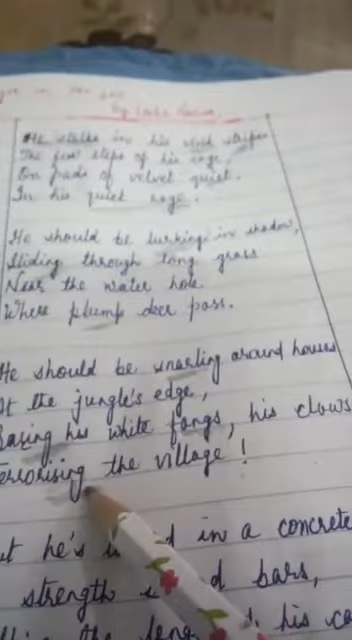 He stalks in his vivid stripes
The few steps of his cage,
On pads of velvet quiet.
In his quiet rage.
He should be lurking in shadow,
Sliding through long grass
Near the water hole
Where plump deer pass.
He should be snarling around houses
At the jungle's edge,
Baring his white fangs, his claws
Terrorising the village!
he's in a concrete
strength bars,
the his